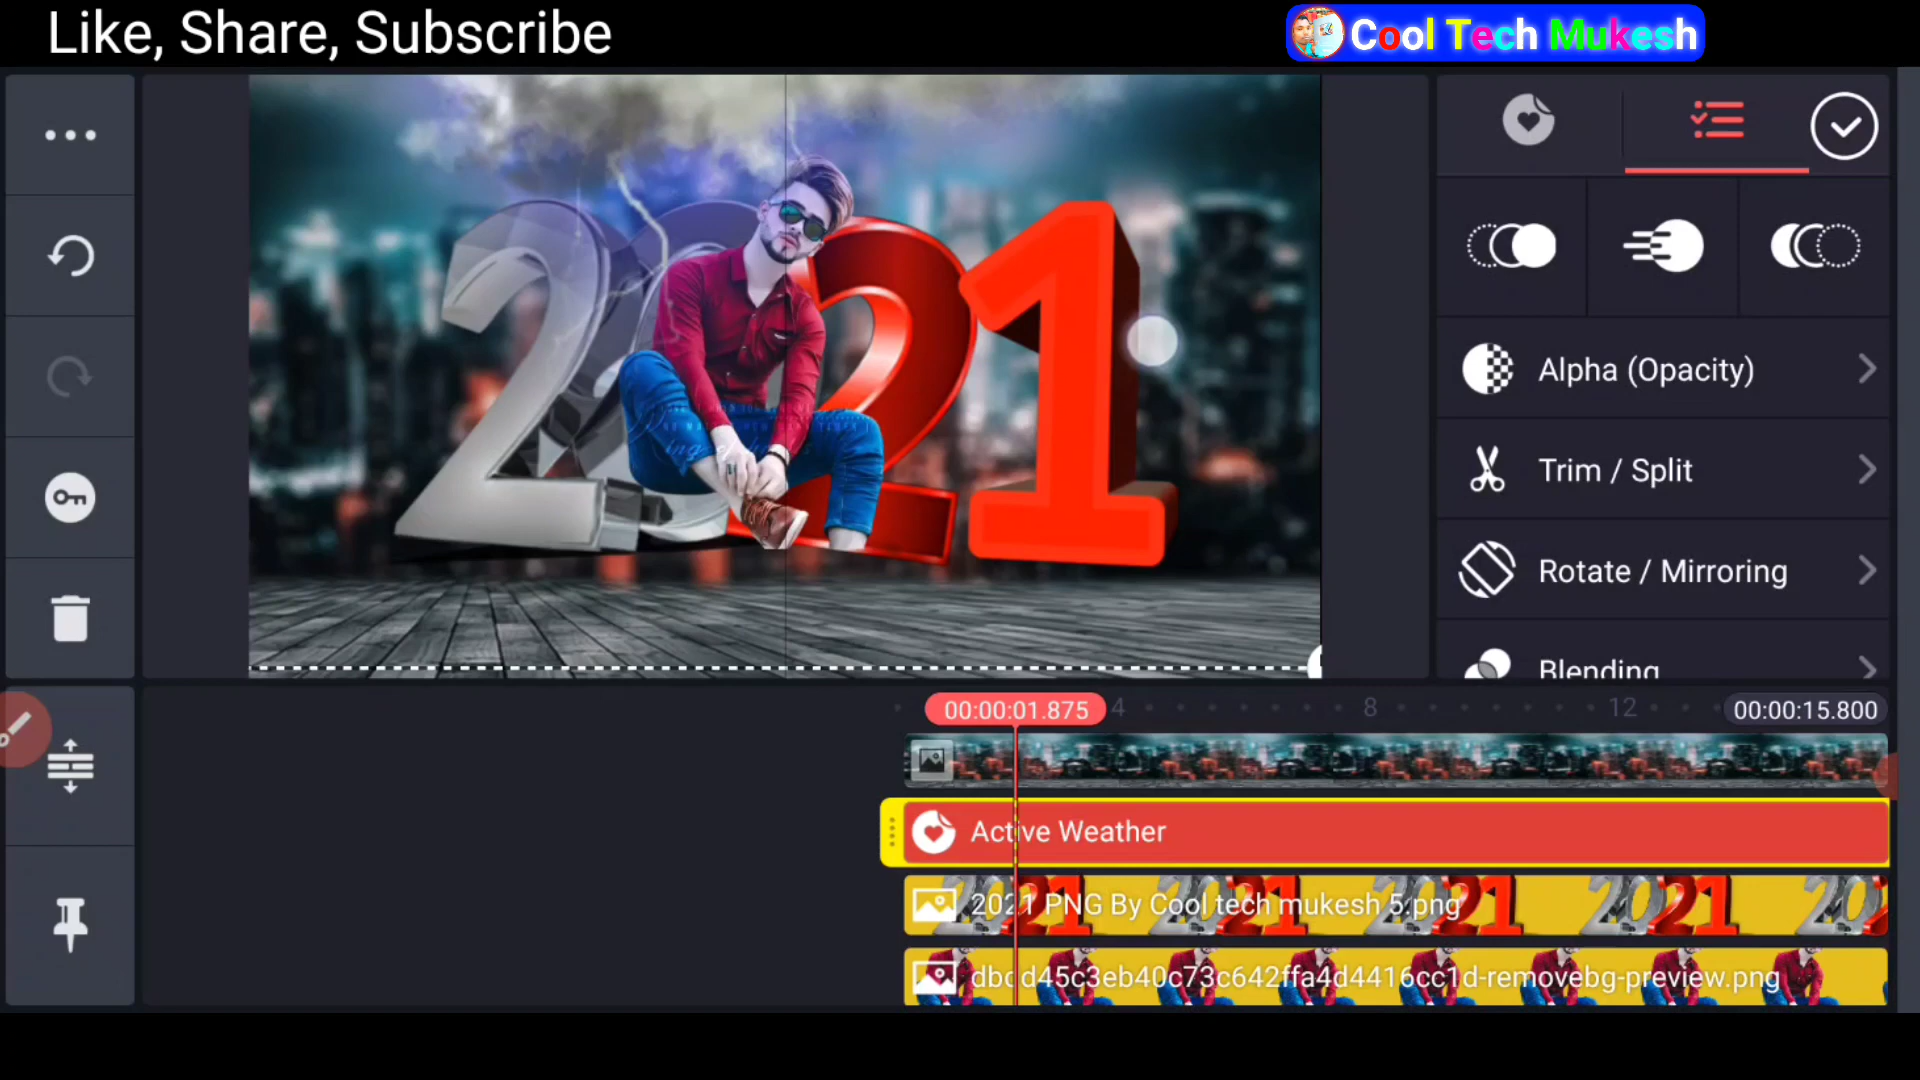 Like, Share, Subscribe
Cool Tech Mukesh
2021
Alpha (Opacity)
Trim / Split
Rotate / Mirroring
Blending
00:00:01.875
4
8
12
00:00:15.800
Active Weather
2021 PNG By Cool tech mukesh 5.png
dbdd45c3eb40c73c642ffa4d4416cc1d-removebg-preview.png